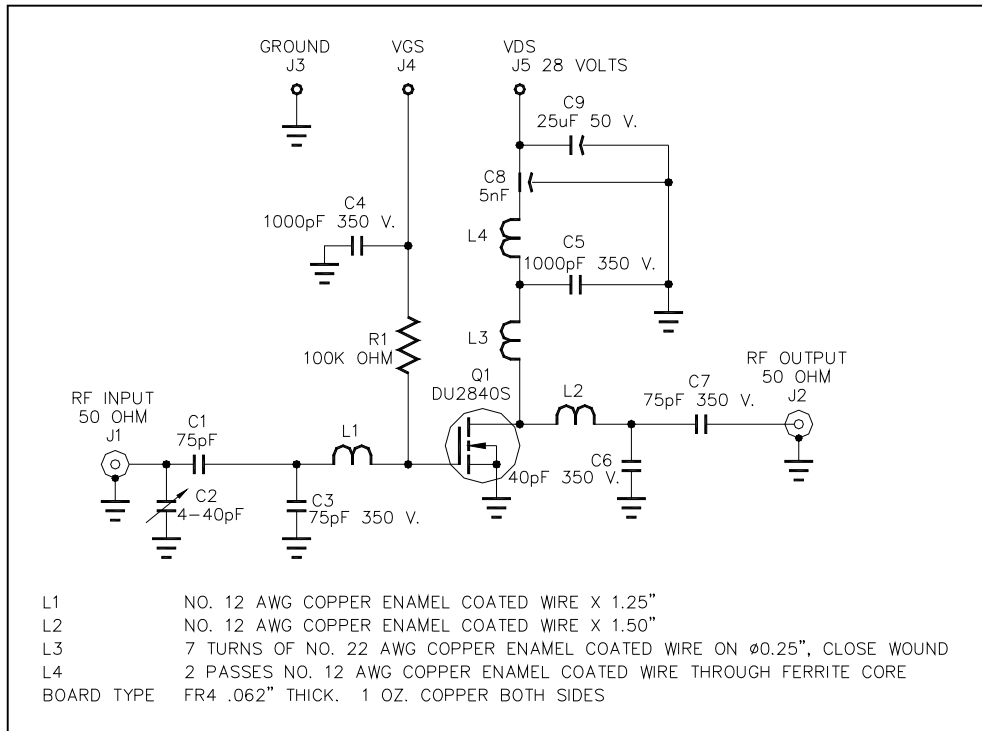 GROUND
J3
VGS
J4
VDS
J5 28 VOLTS
C9
25uF 50 V.
C8
5nF
C4
1000pF 350 V.
L4
C5
1000pF 350 V.
R1
100K OHM
L3
Q1
DU2840S
RF OUTPUT
50 OHM
J2
RF INPUT
50 OHM
J1
C1
75pF
L1
L2
C7
75pF 350 V.
C2
4-40pF
C3
75pF 350 V.
C6
40pF 350 V.
L1 NO. 12 AWG COPPER ENAMEL COATED WIRE X 1.25"
L2 NO. 12 AWG COPPER ENAMEL COATED WIRE X 1.50"
L3 7 TURNS OF NO. 22 AWG COPPER ENAMEL COATED WIRE ON ø0.25", CLOSE WOUND
L4 2 PASSES NO. 12 AWG COPPER ENAMEL COATED WIRE THROUGH FERRITE CORE
BOARD TYPE FR4 .062" THICK. 1 OZ. COPPER BOTH SIDES